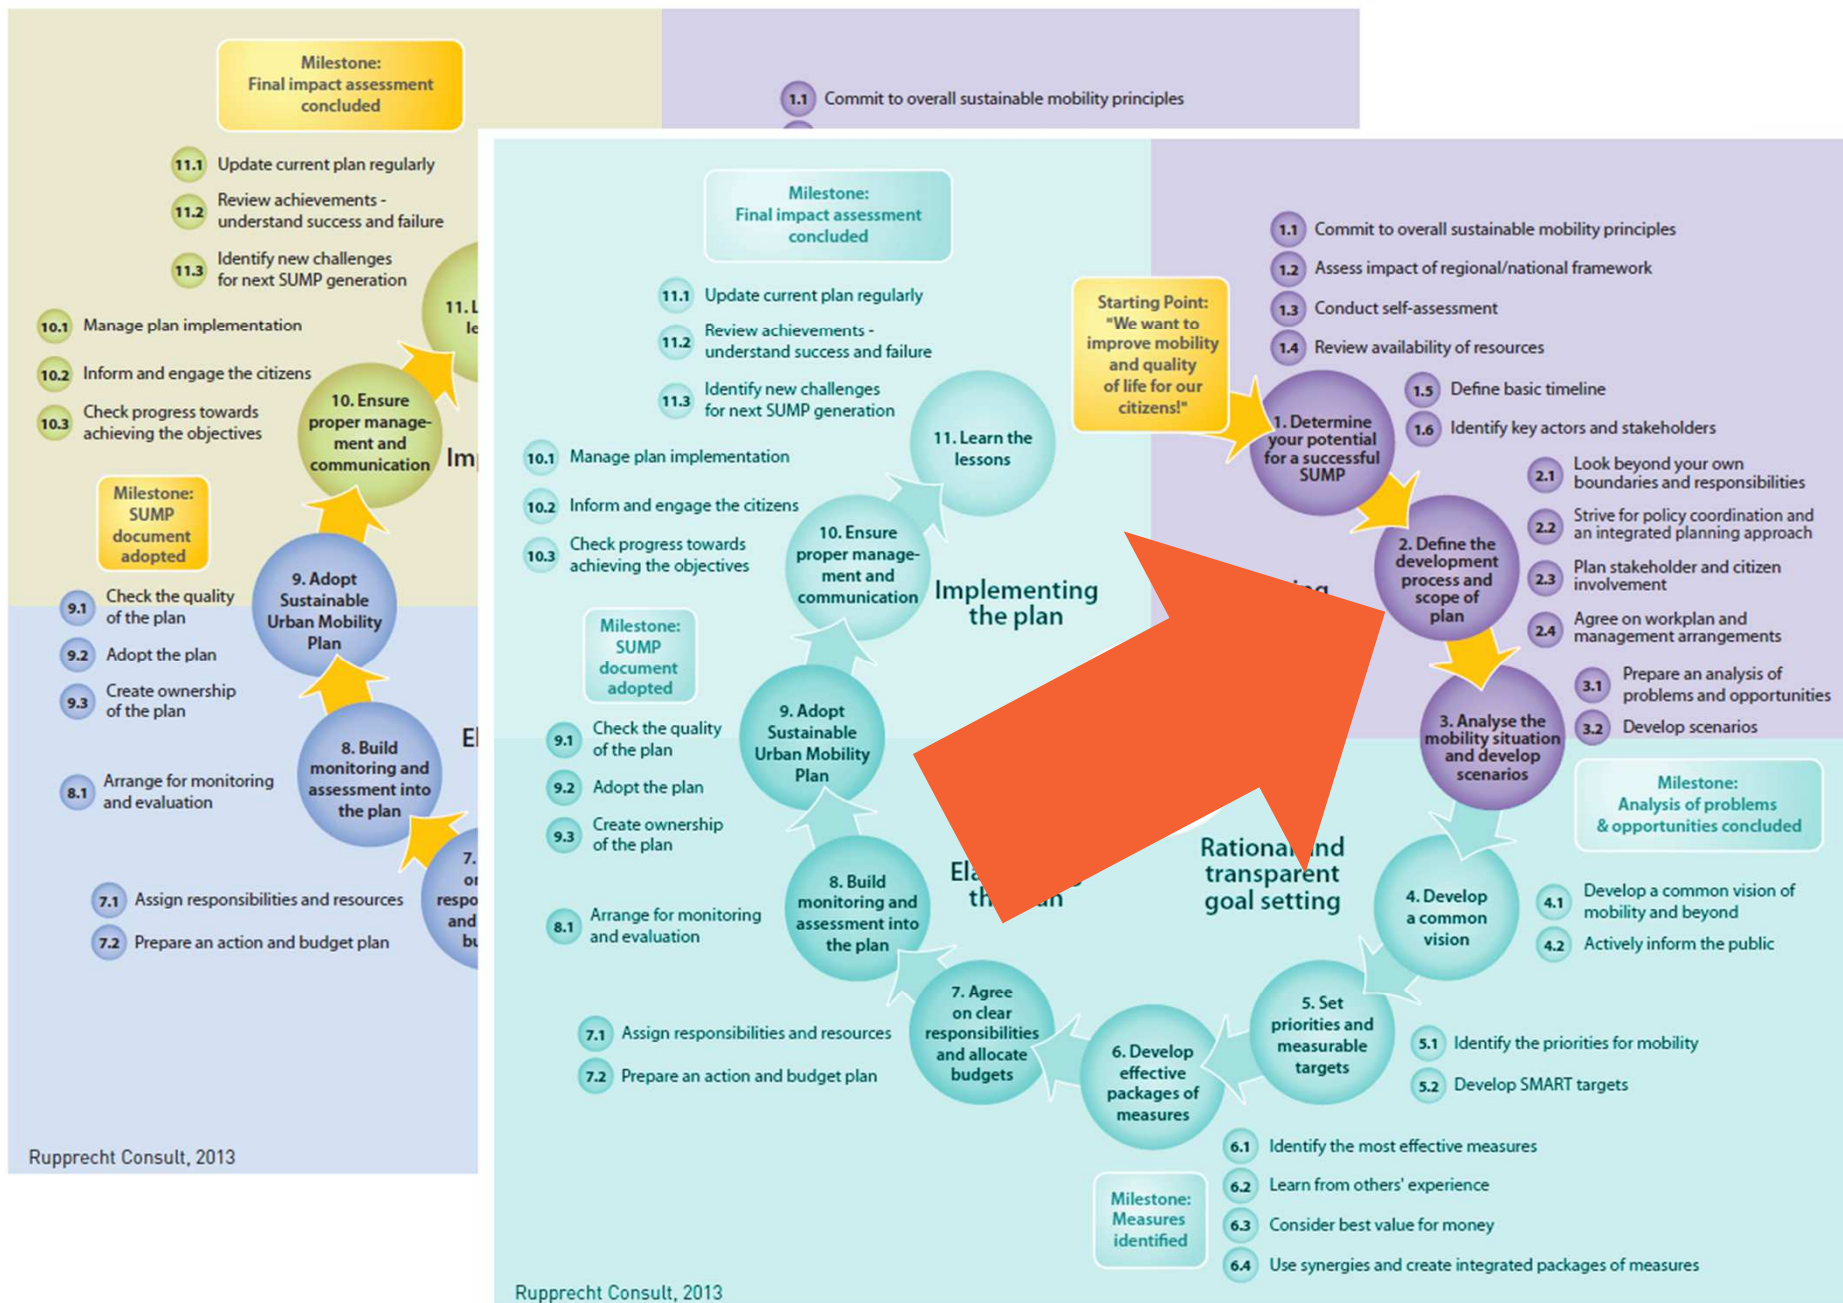 Milestone:
Final impact assessment
concluded
11.1 Update current plan regularly
11.2 Review achievements -
understand success and failure
11.3 Identify new challenges
for next SUMP generation
10.1 Manage plan implementation
10.2 Inform and engage the citizens
10.3 Check progress towards
achieving the objectives
10. Ensure
proper manage-
ment and
communication
Milestone:
SUMP
document
adopted
9. Adopt
Sustainable
Urban Mobility
Plan
9.1 Check the quality
of the plan
9.2 Adopt the plan
9.3 Create ownership
of the plan
8. Build
monitoring and
assessment into
the plan
8.1 Arrange for monitoring
and evaluation
7.1 Assign responsibilities and resources
7.2 Prepare an action and budget plan
7.
and
Rupprecht Consult, 2013
1.1 Commit to overall sustainable mobility principles
Milestone:
Final impact assessment
concluded
11.1 Update current plan regularly
11.2 Review achievements -
understand success and failure
11.3 Identify new challenges
for next SUMP generation
11. Learn the
lessons
10.1 Manage plan implementation
10.2 Inform and engage the citizens
10.3 Check progress towards
achieving the objectives
10. Ensure
proper manage-
ment and
communication
Implementing
the plan
Milestone:
SUMP
document
adopted
9. Adopt
Sustainable
Urban Mobility
Plan
9.1 Check the quality
of the plan
9.2 Adopt the plan
9.3 Create ownership
of the plan
8. Build
monitoring and
assessment into
the plan
8.1 Arrange for monitoring
and evaluation
7. Agree
on clear
responsibilities
and allocate
budgets
7.1 Assign responsibilities and resources
7.2 Prepare an action and budget plan
Starting Point:
"We want to
improve mobility
and quality
of life for our
citizens!"
1.1 Commit to overall sustainable mobility principles
1.2 Assess impact of regional/national framework
1.3 Conduct self-assessment
1.4 Review availability of resources
1.5 Define basic timeline
1.6 Identify key actors and stakeholders
1. Determine
your potential
for a successful
SUMP
2.1 Look beyond your own
boundaries and responsibilities
2.2 Strive for policy coordination and
an integrated planning approach
2.3 Plan stakeholder and citizen
involvement
2.4 Agree on workplan and
management arrangements
2. Define the
development
process and
scope of
plan
3.1 Prepare an analysis of
problems and opportunities
3.2 Develop scenarios
3. Analyse the
mobility situation
and develop
scenarios
Milestone:
Analysis of problems
& opportunities concluded
Rational and
transparent
goal setting
4. Develop
a common
vision
4.1 Develop a common vision of
mobility and beyond
4.2 Actively inform the public
5. Set
priorities and
measurable
targets
5.1 Identify the priorities for mobility
5.2 Develop SMART targets
6. Develop
effective
packages of
measures
6.1 Identify the most effective measures
6.2 Learn from others' experience
6.3 Consider best value for money
6.4 Use synergies and create integrated packages of measures
Milestone:
Measures
identified
Rupprecht Consult, 2013